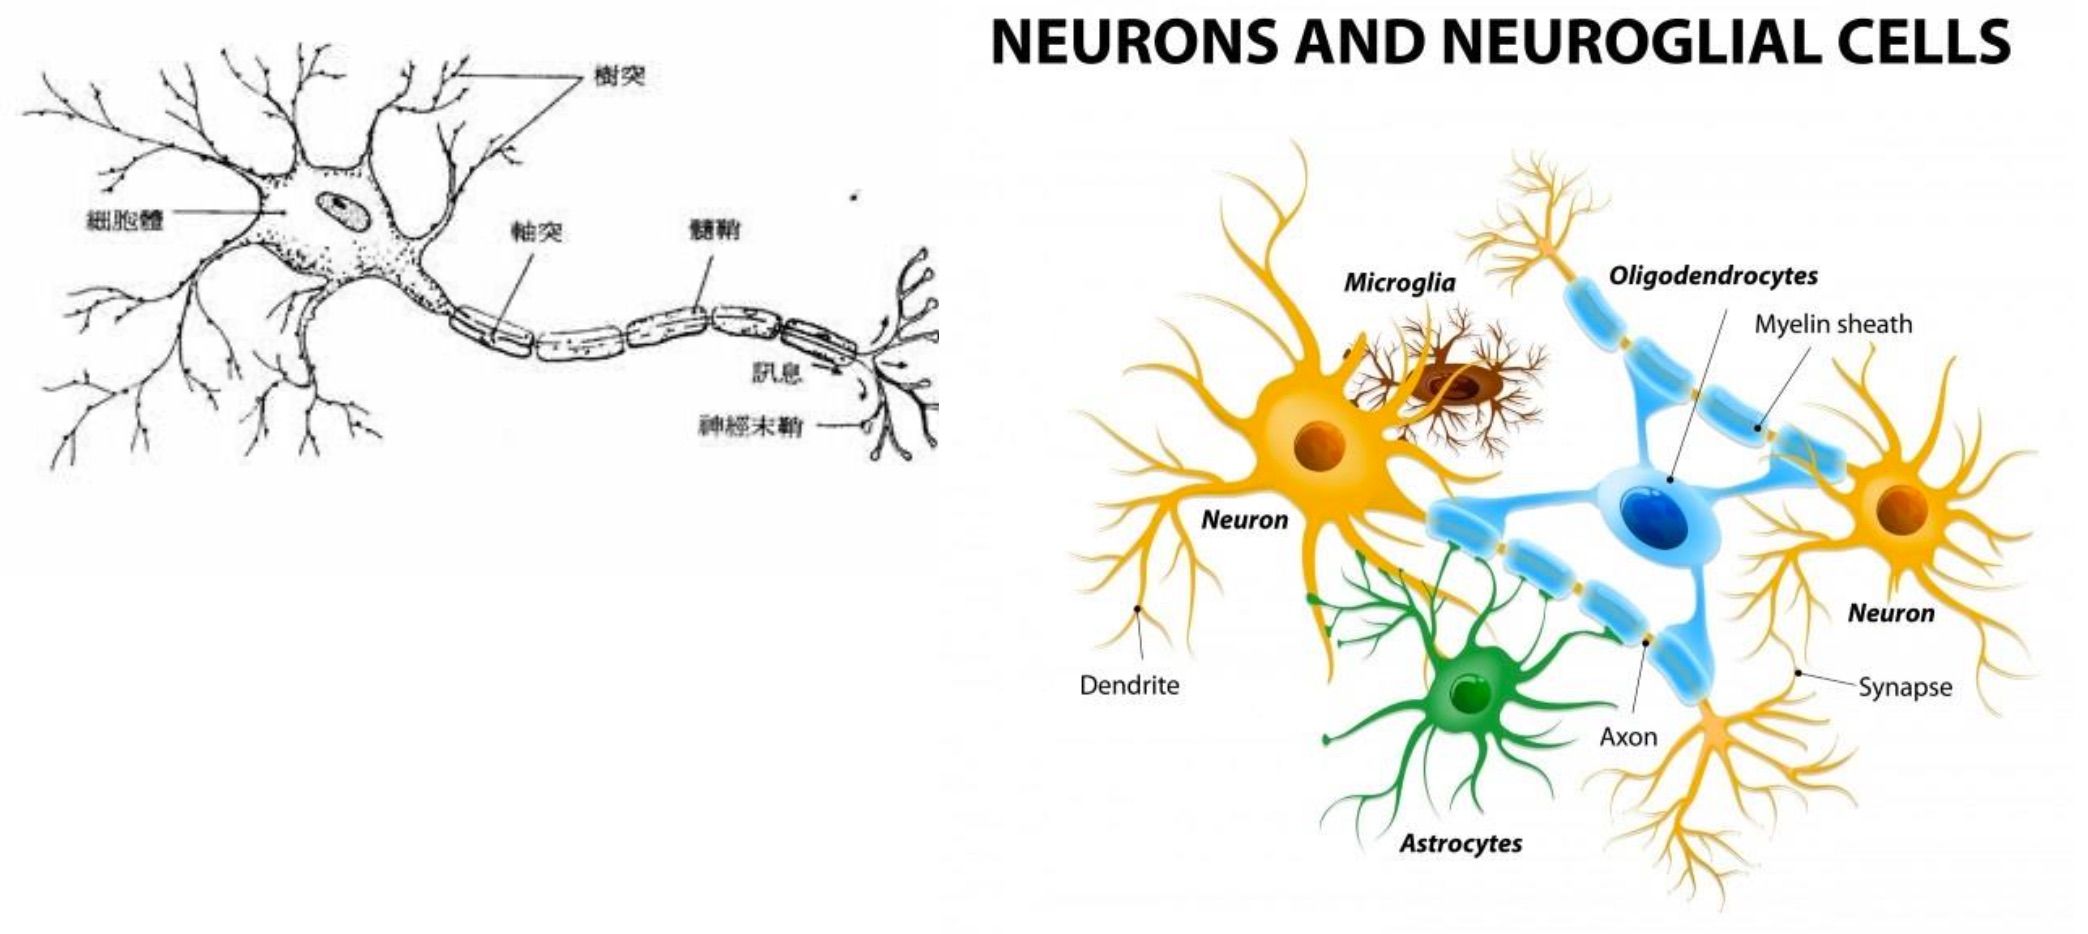 樹突
細胞體
軸突
髓鞘
訊息
神經末鞘
NEURONS AND NEUROGLIAL CELLS
Microglia
Oligodendrocytes
Myelin sheath
Neuron
Neuron
Dendrite
Synapse
Axon
Astrocytes